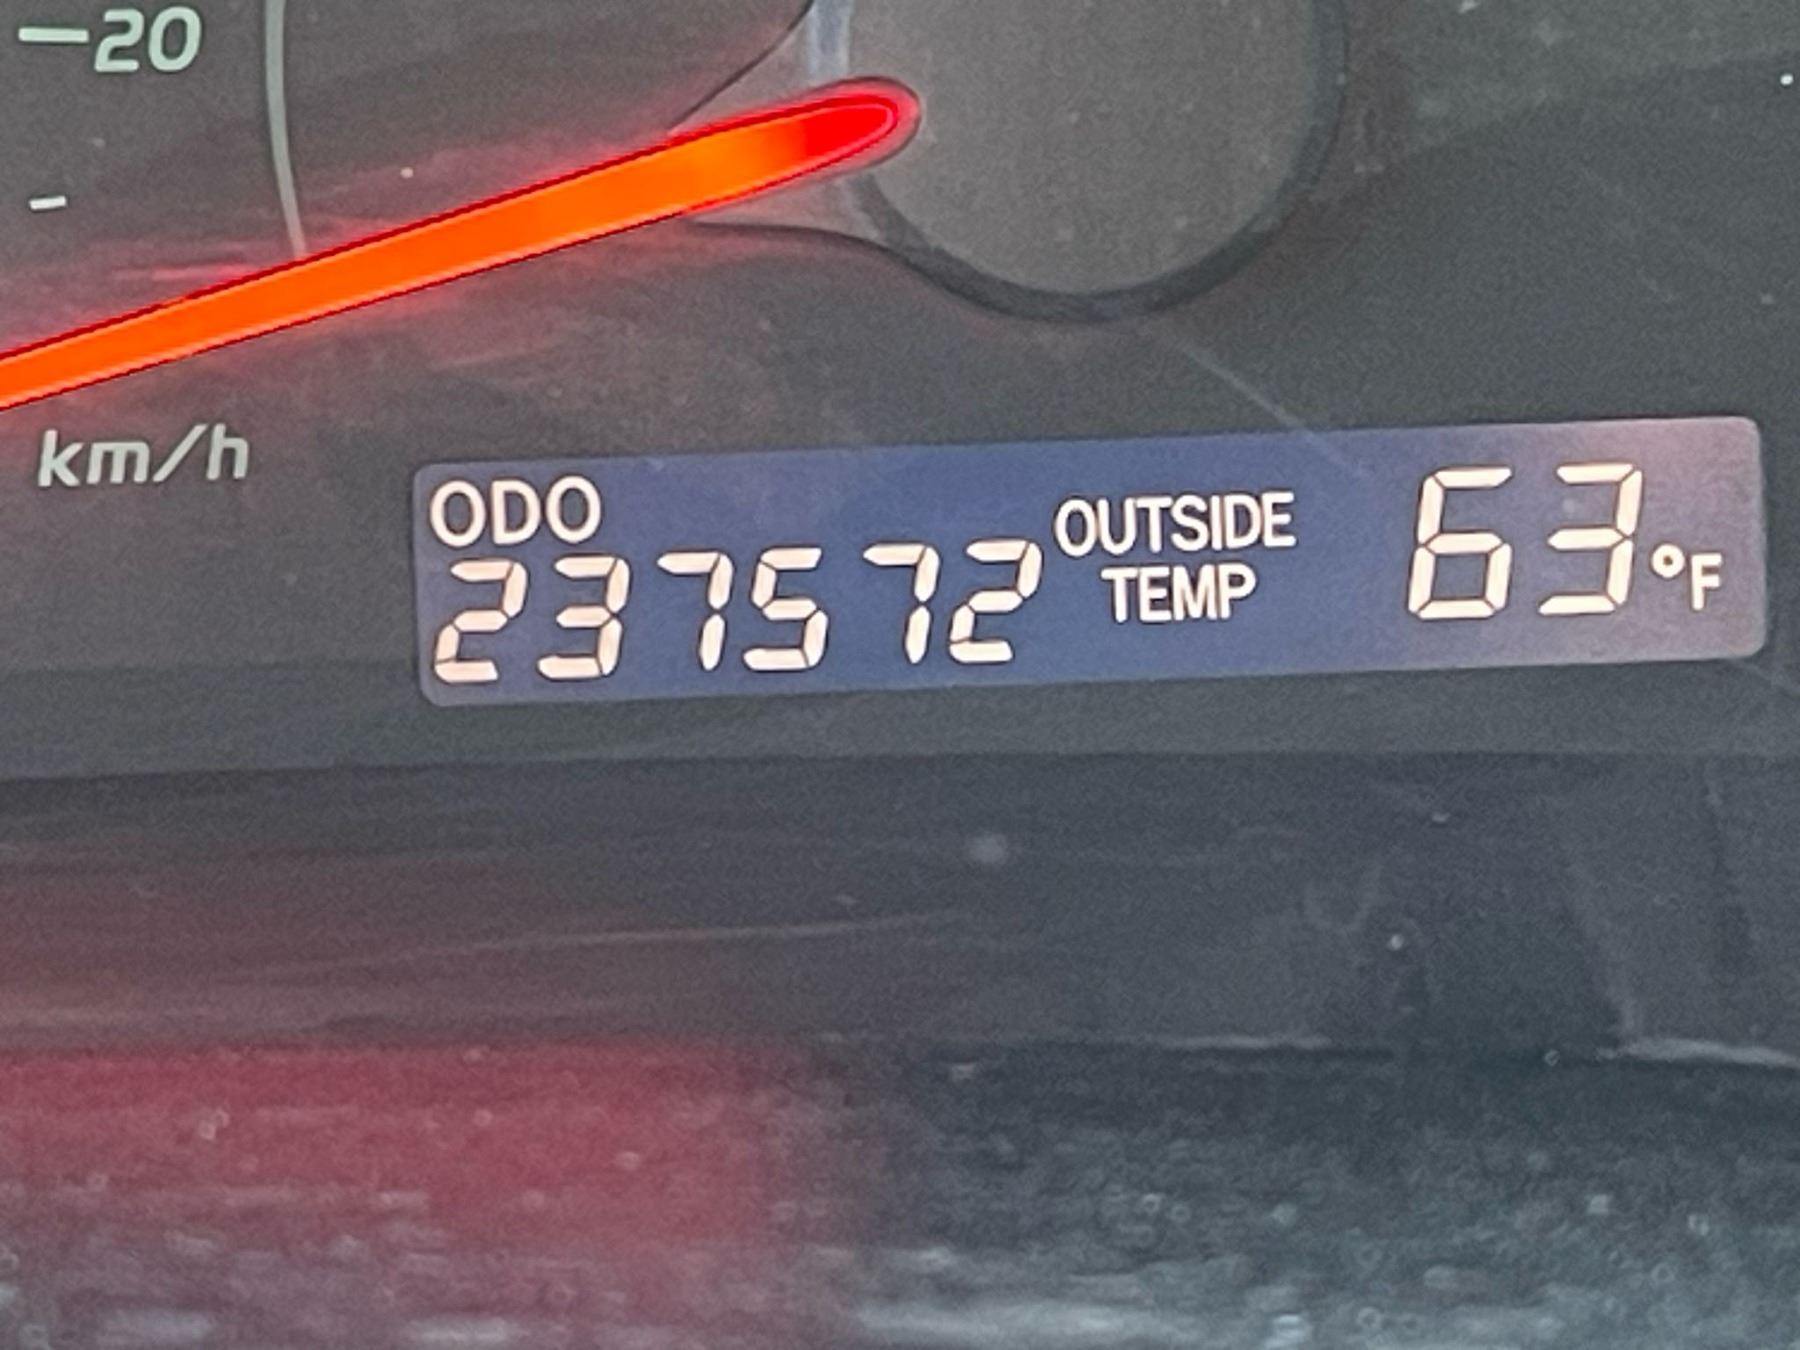 20
km/h
ODO
237572
OUTSIDE
TEMP
63°F